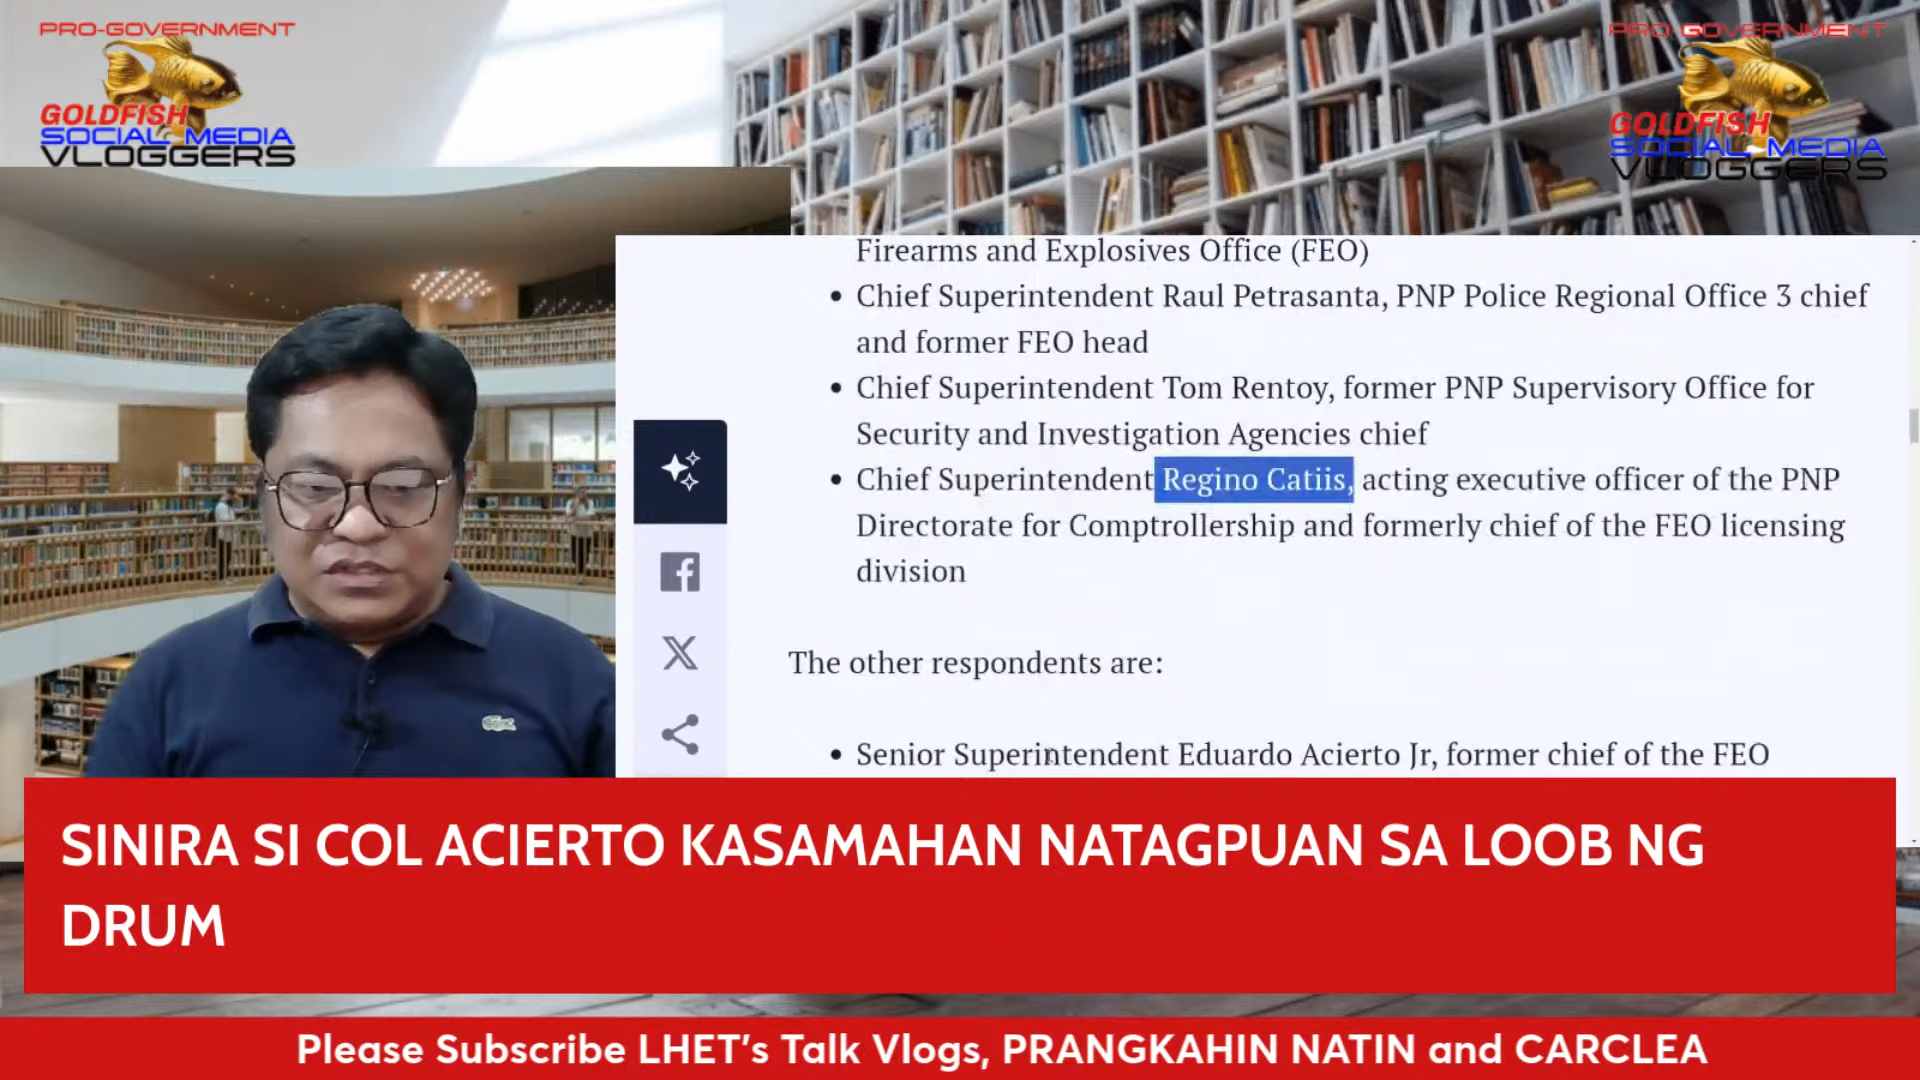 PRO-GOVERNMENT
GOLDFISH
SOCIAL MEDIA
VLOGGERS
PRO-GOVERNMENT
GOLDFISH
SOCIAL MEDIA
VLOGGERS
Firearms and Explosives Office (FEO)
• Chief Superintendent Raul Petrasanta, PNP Police Regional Office 3 chief
and former FEO head
• Chief Superintendent Tom Rentoy, former PNP Supervisory Office for
Security and Investigation Agencies chief
• Chief Superintendent Regino Catiis, acting executive officer of the PNP
Directorate for Comptrollership and formerly chief of the FEO licensing
division
The other respondents are:
• Senior Superintendent Eduardo Acierto Jr, former chief of the FEO
SINIRA SI COL ACIERTO KASAMAHAN NATAGPUAN SA LOOB NG
DRUM
Please Subscribe LHET's Talk Vlogs, PRANGKAHIN NATIN and CARCLEA